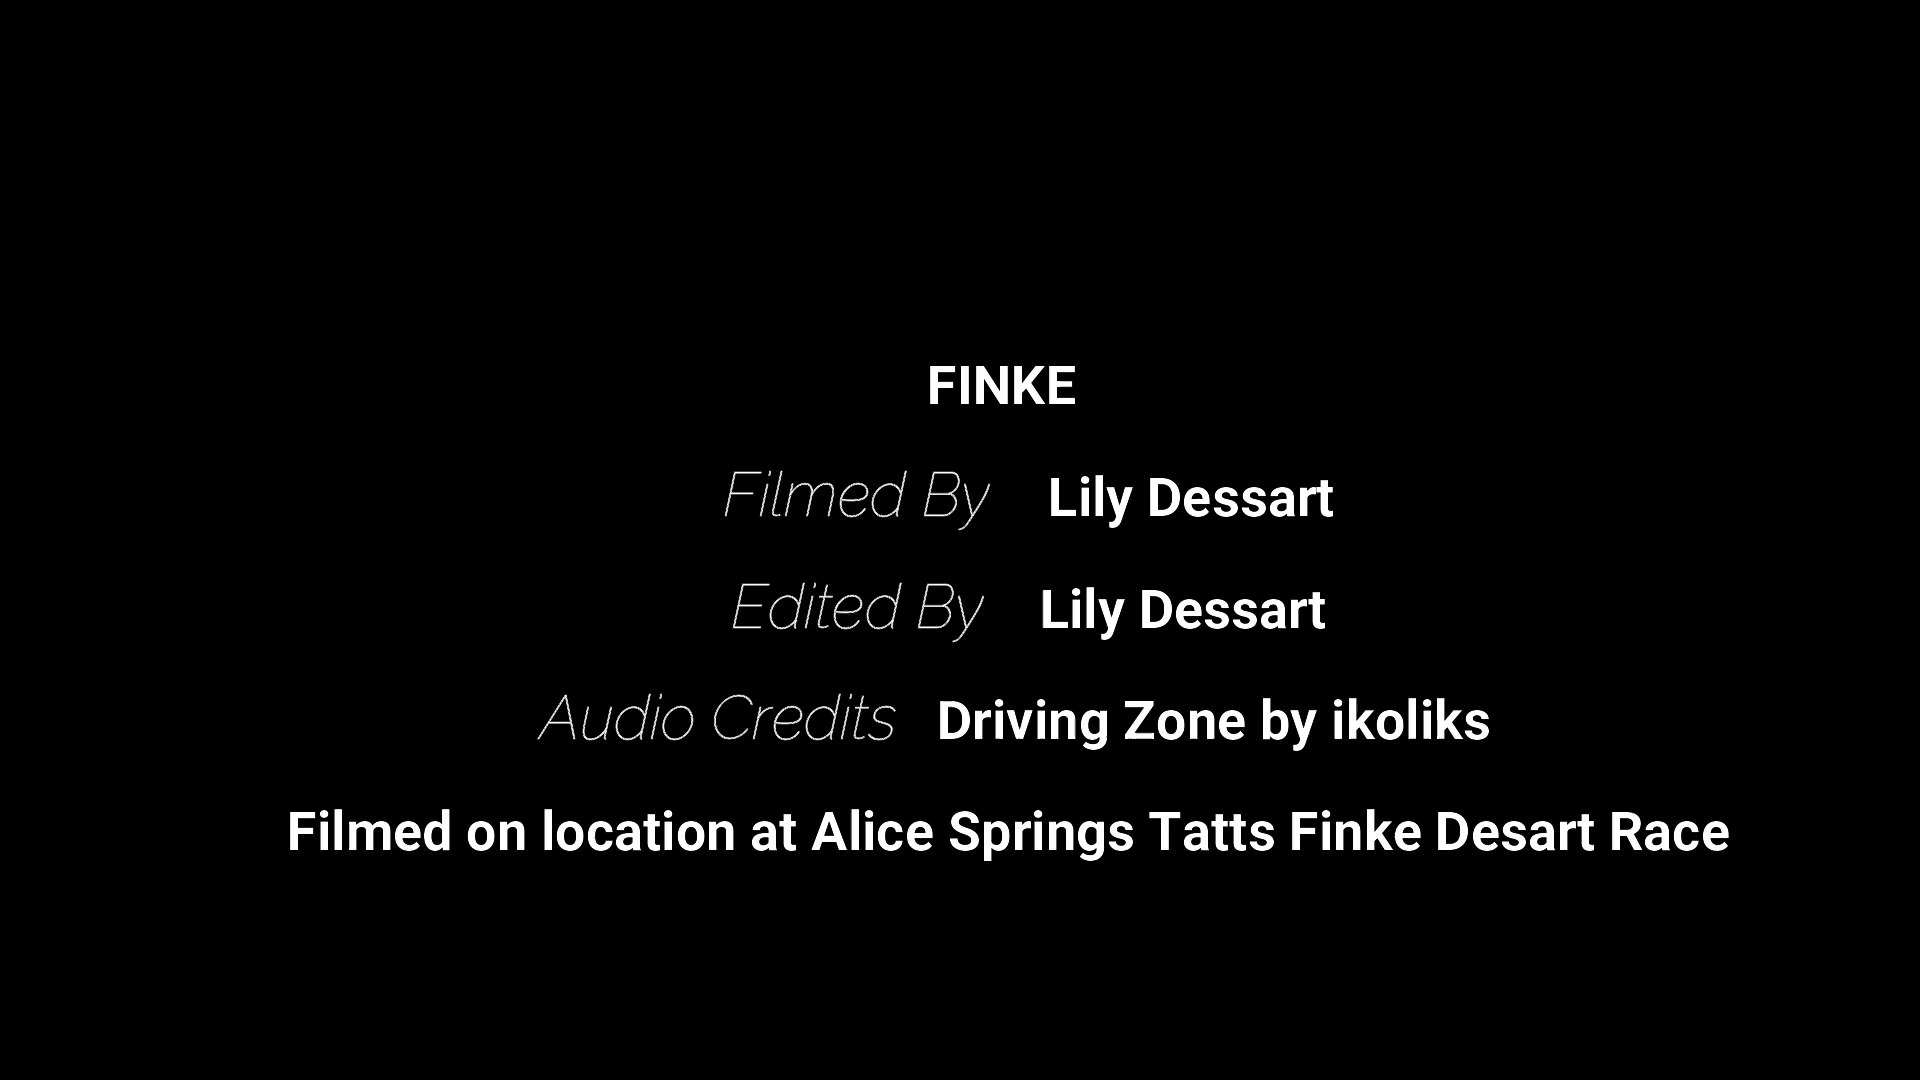 FINKE
Filmed By Lily Dessart
Edited By Lily Dessart
Audio Credits Driving Zone by ikoliks
Filmed on location at Alice Springs Tatts Finke Desart Race